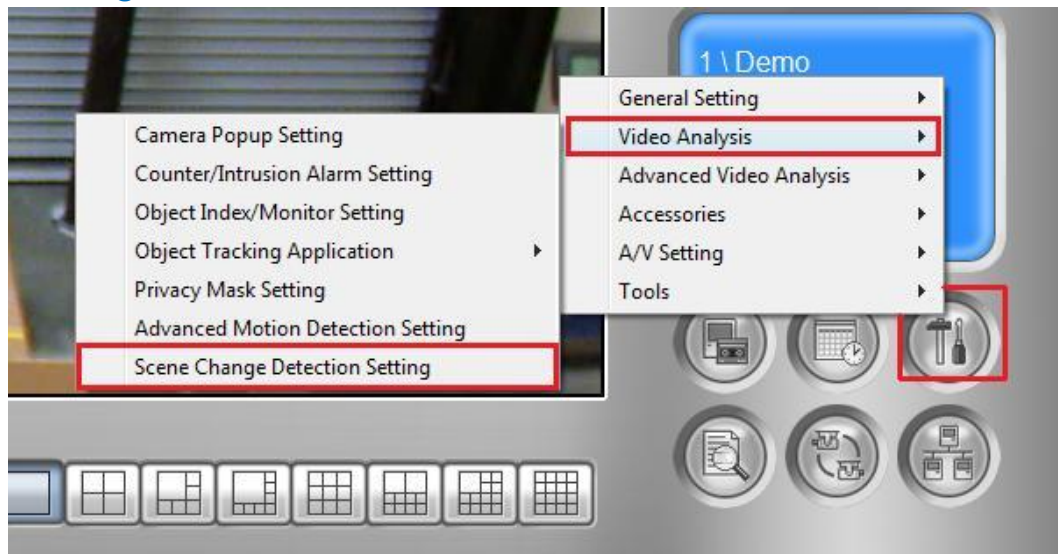 1 \ Demo
General Setting
Video Analysis
Advanced Video Analysis
Accessories
A/V Setting
Tools
Camera Popup Setting
Counter/Intrusion Alarm Setting
Object Index/Monitor Setting
Object Tracking Application
Privacy Mask Setting
Advanced Motion Detection Setting
Scene Change Detection Setting